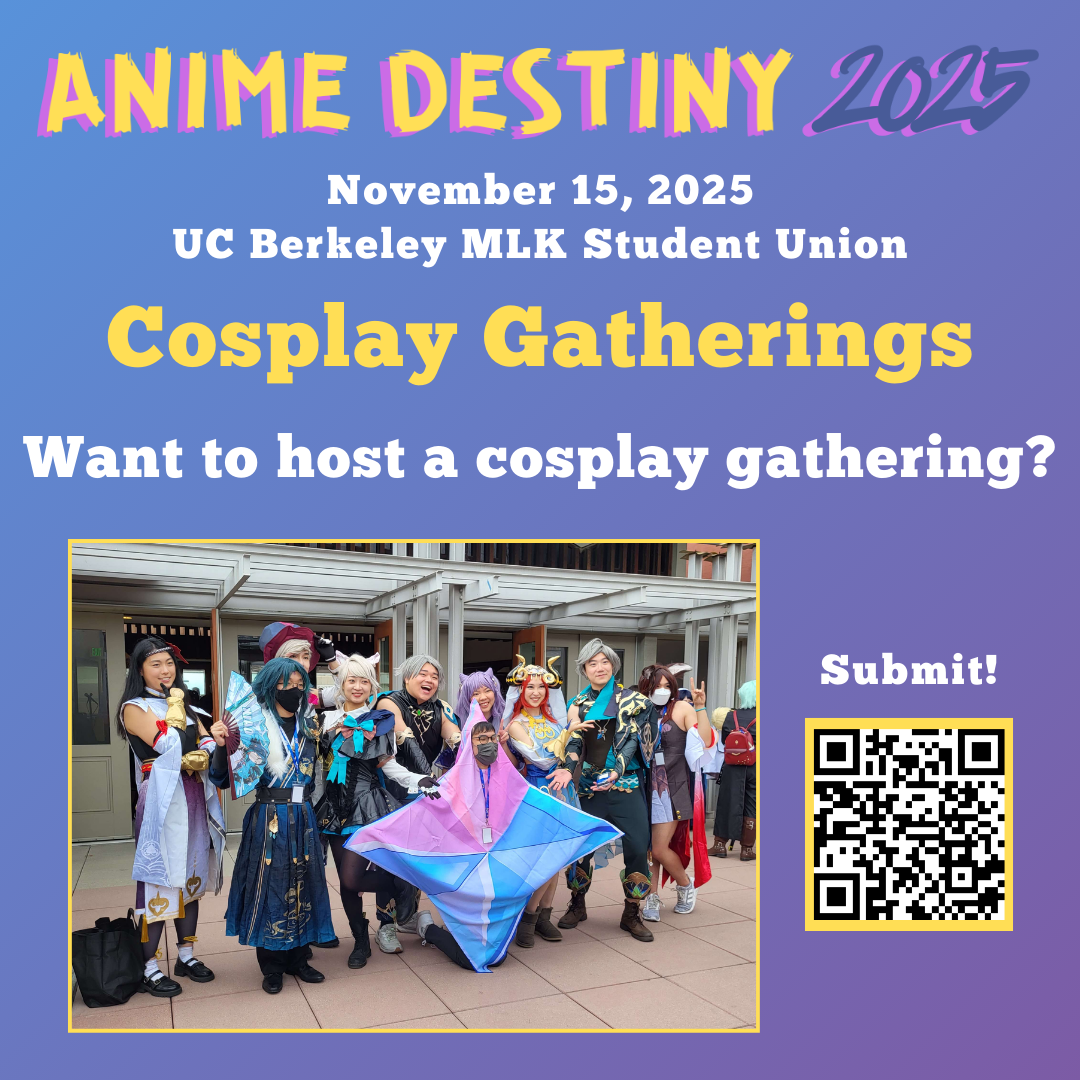 ANIME DESTINY 2025
November 15, 2025
UC Berkeley MLK Student Union
Cosplay Gatherings
Want to host a cosplay gathering?
Submit!